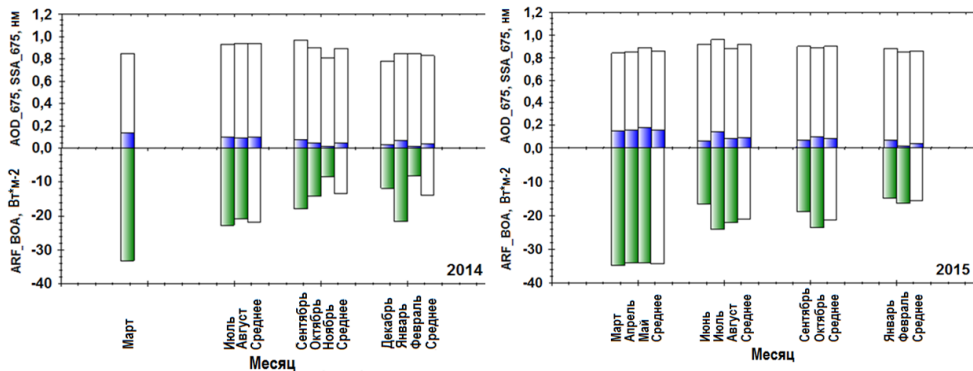 AOD_675, SSA_675, нм
1,2
1,0
0,8
0,6
0,4
0,2
0,0
ARF_BOA, Вт*м-2
-10
-20
-30
-40
2014
Март
Июль
Август
Среднее
Сентябрь
Октябрь
Ноябрь
Среднее
Декабрь
Январь
Февраль
Среднее
Месяц
AOD_675, SSA_675, нм
1,2
1,0
0,8
0,6
0,4
0,2
0,0
ARF_BOA, Вт*м-2
-10
-20
-30
-40
2015
Март
Апрель
Май
Среднее
Июнь
Июль
Август
Среднее
Сентябрь
Октябрь
Среднее
Январь
Февраль
Среднее
Месяц